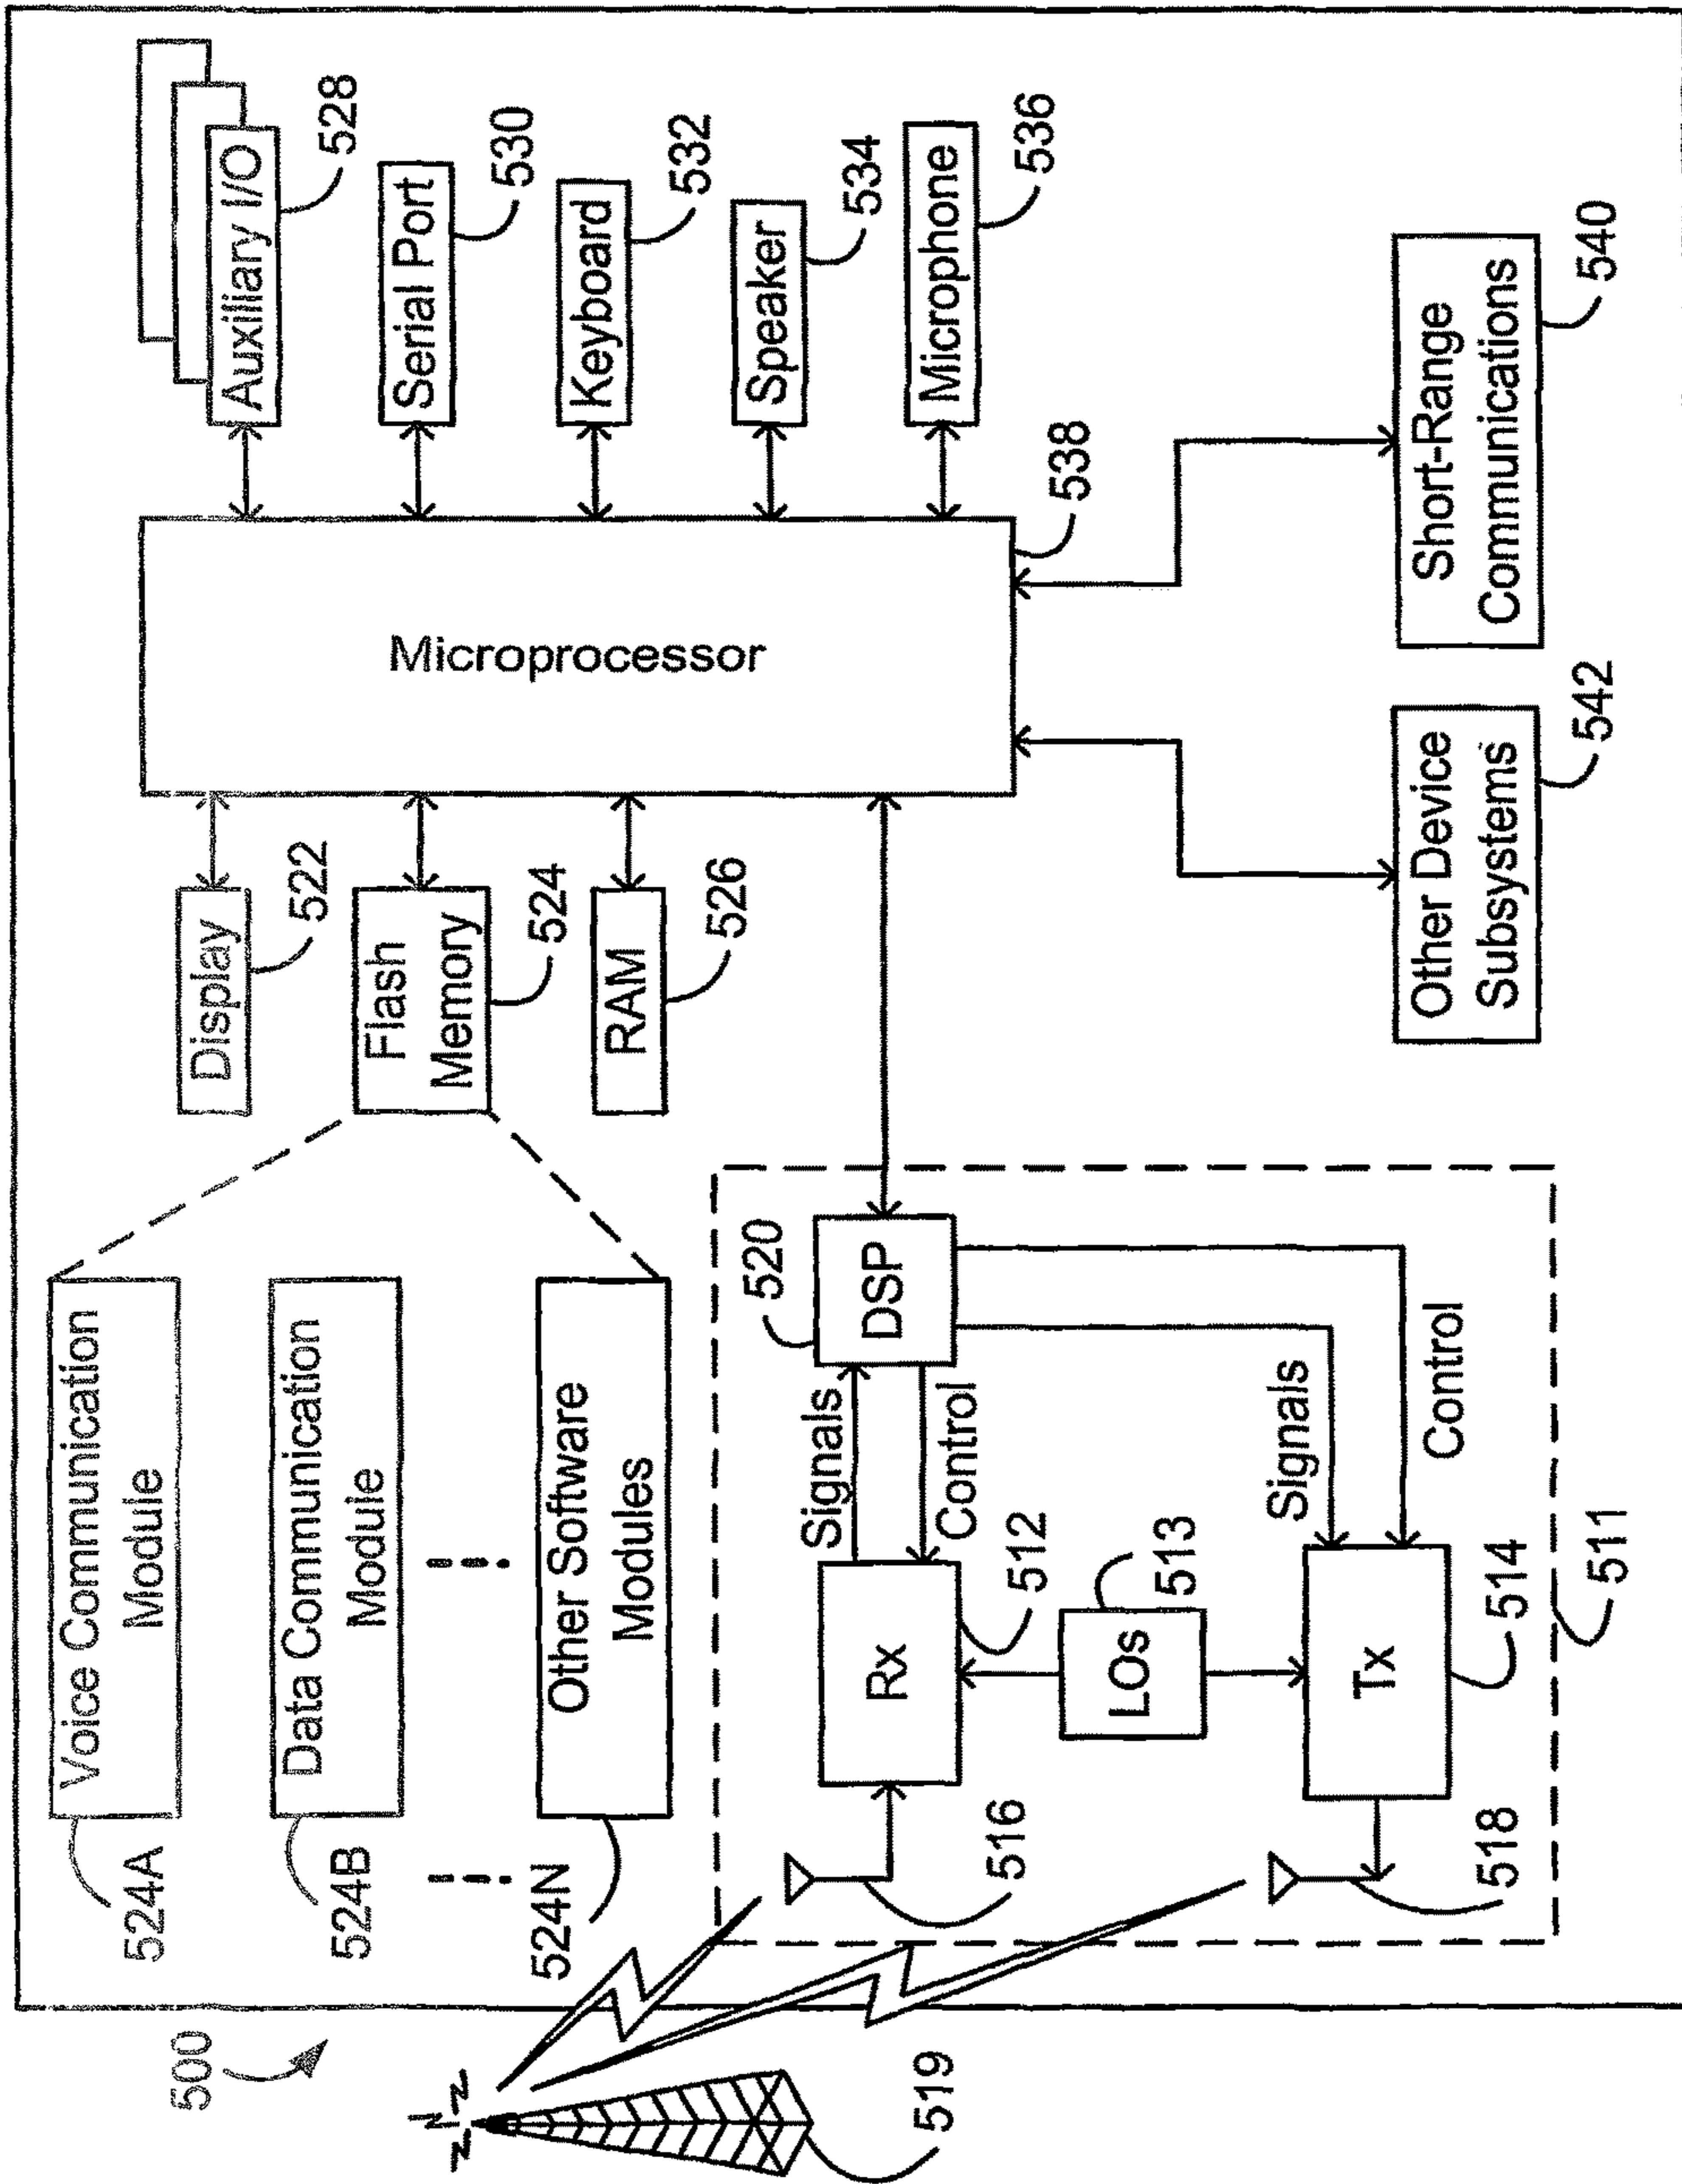 500
519
524A
Voice Communication
Module
524B
Data Communication
Module
524N
Other Software
Modules
Display
522
Flash
Memory
524
RAM
526
Microprocessor
538
Auxiliary I/O
528
Serial Port
530
Keyboard
532
Speaker
534
Microphone
536
Short-Range
Communications
540
Other Device
Subsystems
542
520
DSP
Signals
Control
Rx
512
LOs
513
Signals
Control
Tx
514
516
518
511